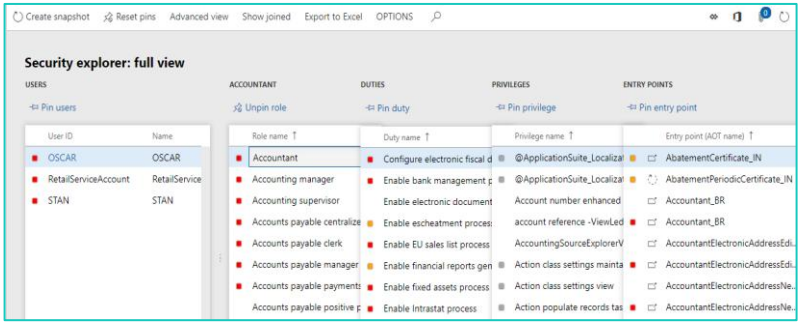 Create snapshot Reset pins Advanced view Show joined Export to Excel OPTIONS 0
Security explorer: full view
USERS ACCOUNTANT DUTIES PRIVILEGES ENTRY POINTS
Pin users Unpin role Pin duty Pin privilege Pin entry point
User ID Name Role name ↑ Duty name ↑ Privilege name ↑ Entry point (AOT name) ↑
OSCAR OSCAR Accountant Configure electronic fiscal d @ApplicationSuite_Localizat AbatementCertificate_IN
RetailServiceAccount RetailService Accounting manager Enable bank management p @ApplicationSuite_Localizat AbatementPeriodicCertificate_IN
STAN STAN Accounting supervisor Enable electronic document Account number enhanced Accountant_BR
Accounts payable centralize Enable escheatment process account reference -ViewLed Accountant_BR
Accounts payable clerk Enable EU sales list process AccountingSourceExplorerV AccountantElectronicAddressEdi...
Accounts payable manager Enable financial reports gen Action class settings mainta AccountantElectronicAddressEdi...
Accounts payable payments Enable fixed assets process Action class settings view AccountantElectronicAddressNe...
Accounts payable positive p Enable Intrastat process Action populate records tas AccountantElectronicAddressNe...